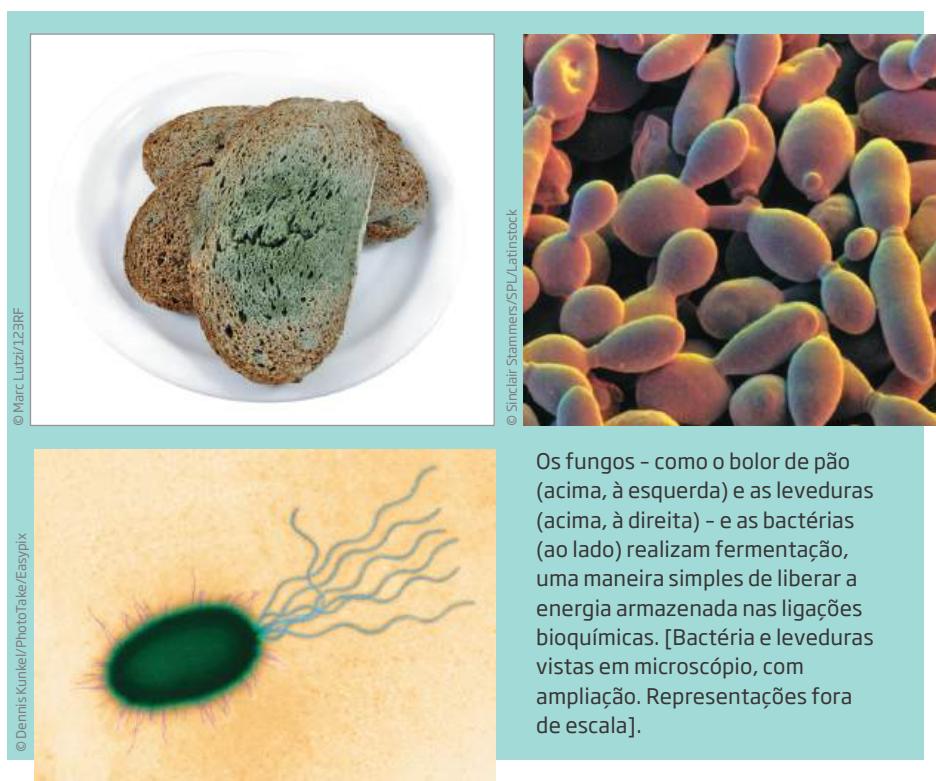 © Marc Lutzi/123RF
© Sinclair Stammers/SPL/Latinstock
© Dennis Kunkel/PhotoTake/Easypix
Os fungos – como o bolor de pão
(acima, à esquerda) e as leveduras
(acima, à direita) – e as bactérias
(ao lado) realizam fermentação,
uma maneira simples de liberar a
energia armazenada nas ligações
bioquímicas. [Bactéria e leveduras
vistas em microscópio, com
ampliação. Representações fora
de escala].